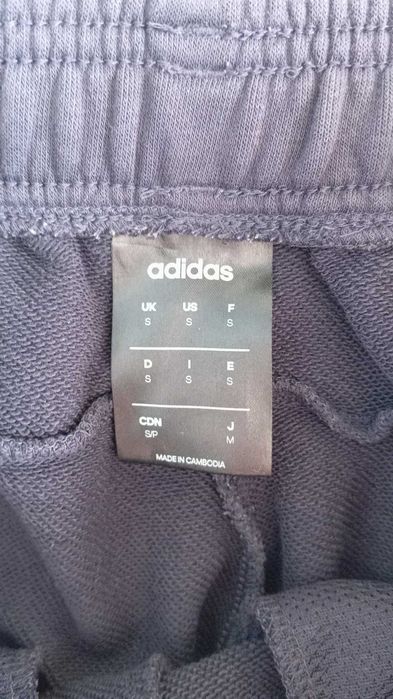 adidas
UK US F
S S S
D I E
S S S
CDN J
S/P M
MADE IN CAMBODIA